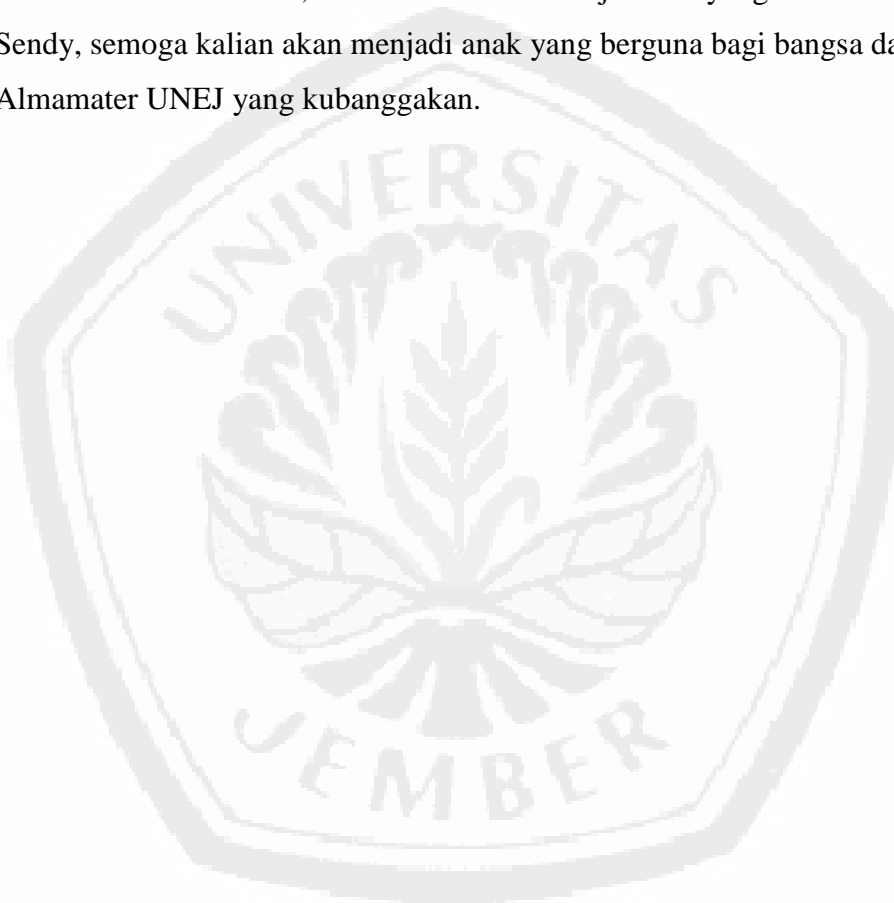 Sendy, semoga kalian akan menjadi anak yang berguna bagi bangsa da
Almamater UNEJ yang kubanggakan.
UNIVERSITAS
JEMBER